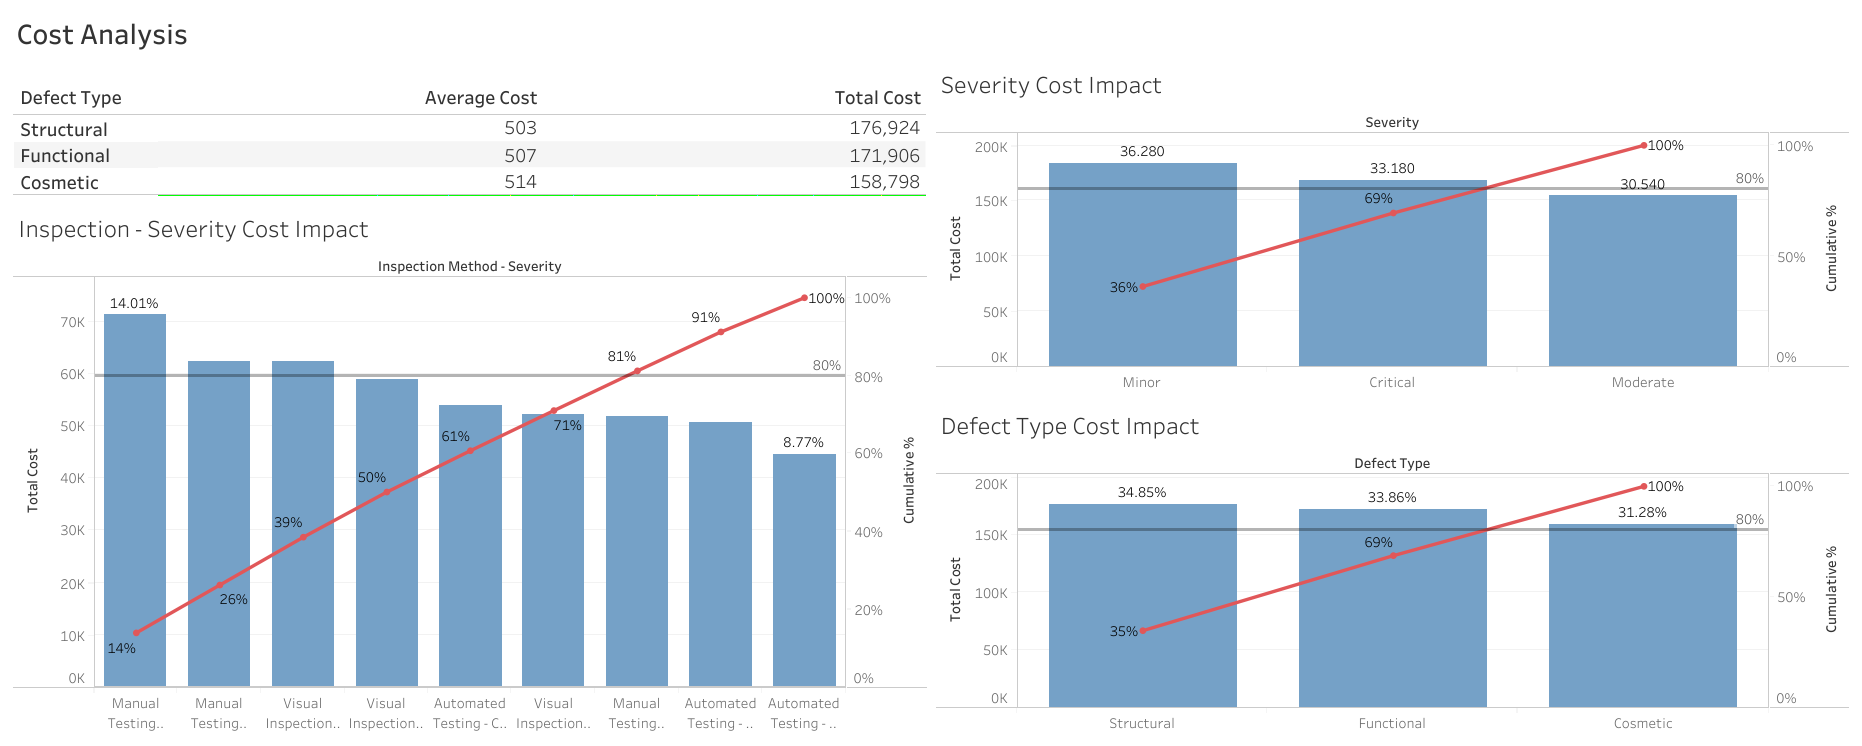 Cost Analysis
Defect Type Average Cost Total Cost
Structural 503 176,924
Functional 507 171,906
Cosmetic 514 158,798
Inspection - Severity Cost Impact
Inspection Method - Severity
Total Cost
70K
60K
50K
40K
30K
20K
10K
0K
14.01%
8.77%
14%
26%
39%
50%
61%
71%
81%
91%
100%
80%
100%
80%
60%
40%
20%
0%
Cumulative %
Manual Manual Visual Visual Automated Visual Manual Automated Automated
Testing.. Testing.. Inspection.. Inspection.. Testing - C.. Inspection.. Testing.. Testing - .. Testing - ..
Severity Cost Impact
Severity
Total Cost
200K
150K
100K
50K
0K
36.280
33.180
30.540
36%
69%
100%
80%
100%
50%
0%
Cumulative %
Minor Critical Moderate
Defect Type Cost Impact
Defect Type
Total Cost
200K
150K
100K
50K
0K
34.85%
33.86%
31.28%
35%
69%
100%
80%
100%
50%
0%
Cumulative %
Structural Functional Cosmetic